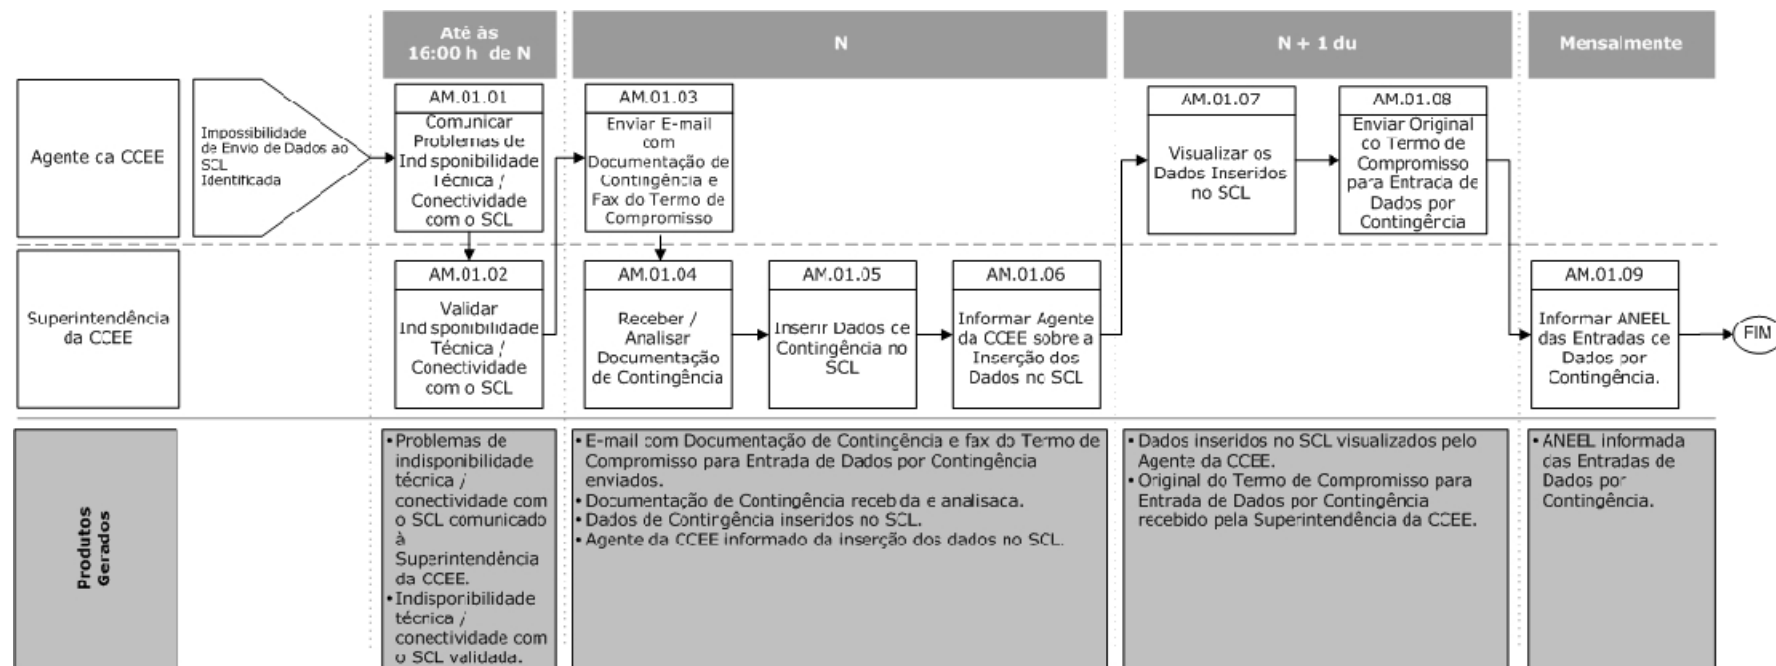 Até às
16:00 h de N
N
N + 1 du
Mensalmente
Agente ca CCEE
Impossibilidade
de Envio de Dados ao
SCL
Identificada
AM.01.01
Comunicar
Problemas de
Indisponibilidade
Técnica /
Conectividade
com o SCL
AM.01.03
Enviar E-mail
com
Documentação de
Contingência e
Fax do Termo de
Compromisso
AM.01.07
Visualizar os
Dados Inseridos
no SCL
AM.01.08
Enviar Original
co Termo de
Compromisso
para Entrada de
Dados por
Contingência
Superintendência
da CCEE
AM.01.02
Validar
Indisponibilidade
Técnica /
Conectividade
com o SCL
AM.01.04
Receber /
Analisar
Documentação
de Contingência
AM.01.05
Inserir Dados ce
Contingência no
SCL
AM.01.06
Informar Agente
da CCEE sobre a
Inserção dos
Dados no SCL
AM.01.09
Informar ANEEL
das Entradas ce
Dados por
Contingência.
FIM
Produtos
Gerados
• Problemas de
indisponibilidade
técnica /
conectividade com
o SCL comunicado
à
Superintendência
da CCEE.
• Indisponibilidade
técnica /
conectividade com
o SCL validada.
• E-mail com Documentação de Contingência e fax do Termo de
Compromisso para Entrada de Dados por Contingência
enviados.
• Documentação de Contingência recebida e analisaca.
• Dados de Contingência inseridos no SCL.
• Agente da CCEE informado da inserção dos dados no SCL.
• Dados inseridos no SCL visualizados pelo
Agente da CCEE.
• Original do Termo de Compromisso para
Entrada de Dados por Contingência
recebido pela Superintendência da CCEE.
• ANEEL informada
das Entradas de
Dados por
Contingência.